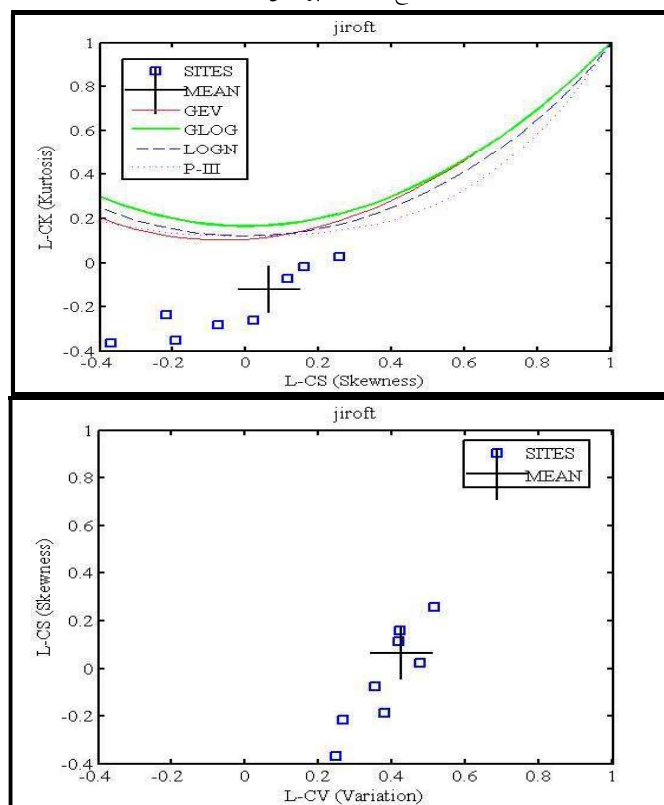 jiroft
1
0.8
0.6
0.4
0.2
0
-0.2
-0.4
L-CK (Kurtosis)
SITES
MEAN
GEV
GLOG
LOGN
P-III
-0.4 -0.2 0 0.2 0.4 0.6 0.8 1
L-CS (Skewness)
jiroft
1
0.8
0.6
0.4
0.2
0
-0.2
-0.4
L-CS (Skewness)
SITES
MEAN
-0.4 -0.2 0 0.2 0.4 0.6 0.8 1
L-CV (Variation)